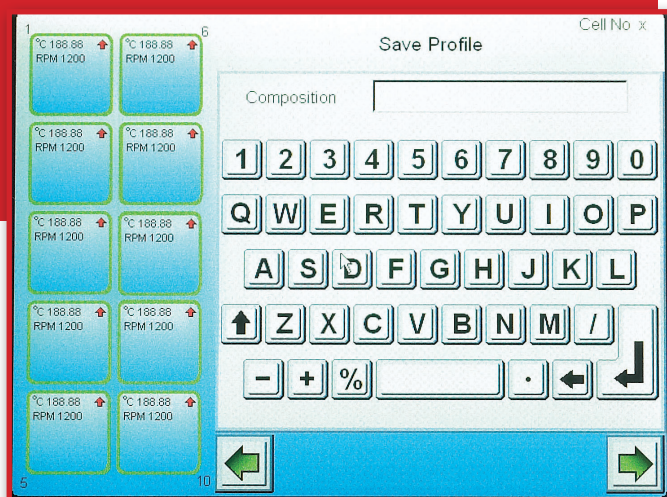 1
6
°C 188.88
RPM 1200
°C 188.88
RPM 1200
°C 188.88
RPM 1200
°C 188.88
RPM 1200
°C 188.88
RPM 1200
°C 188.88
RPM 1200
°C 188.88
RPM 1200
°C 188.88
RPM 1200
°C 188.88
RPM 1200
°C 188.88
RPM 1200
5
10
Cell No x
Save Profile
Composition
1 2 3 4 5 6 7 8 9 0
Q W E R T Y U I O P
A S D F G H J K L
Z X C V B N M /
- + % .